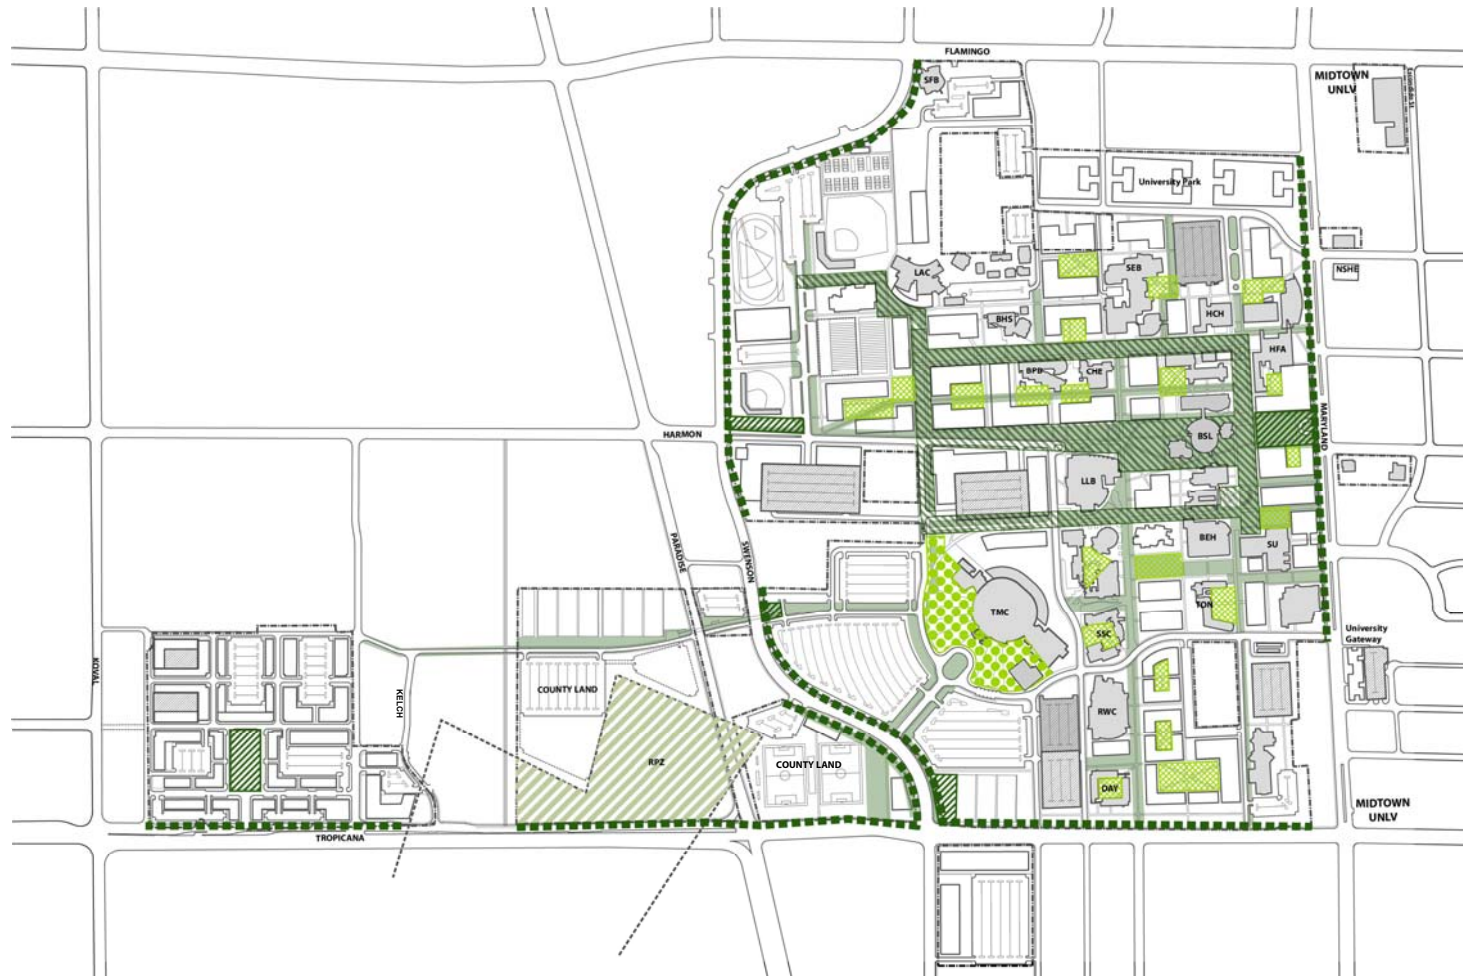 FLAMINGO
SFB
MIDTOWN
UNLV
Escondido St
University Park
LAC
SEB
NSHE
BHS
HCH
HFA
BPB
CHE
HARMON
MARYLAND
BSL
LLB
PARADISE
SWENSON
BEH
SU
TMC
TON
SSC
University
Gateway
KOVAL
KELCH
COUNTY LAND
RWC
RPZ
COUNTY LAND
DAY
MIDTOWN
UNLV
TROPICANA